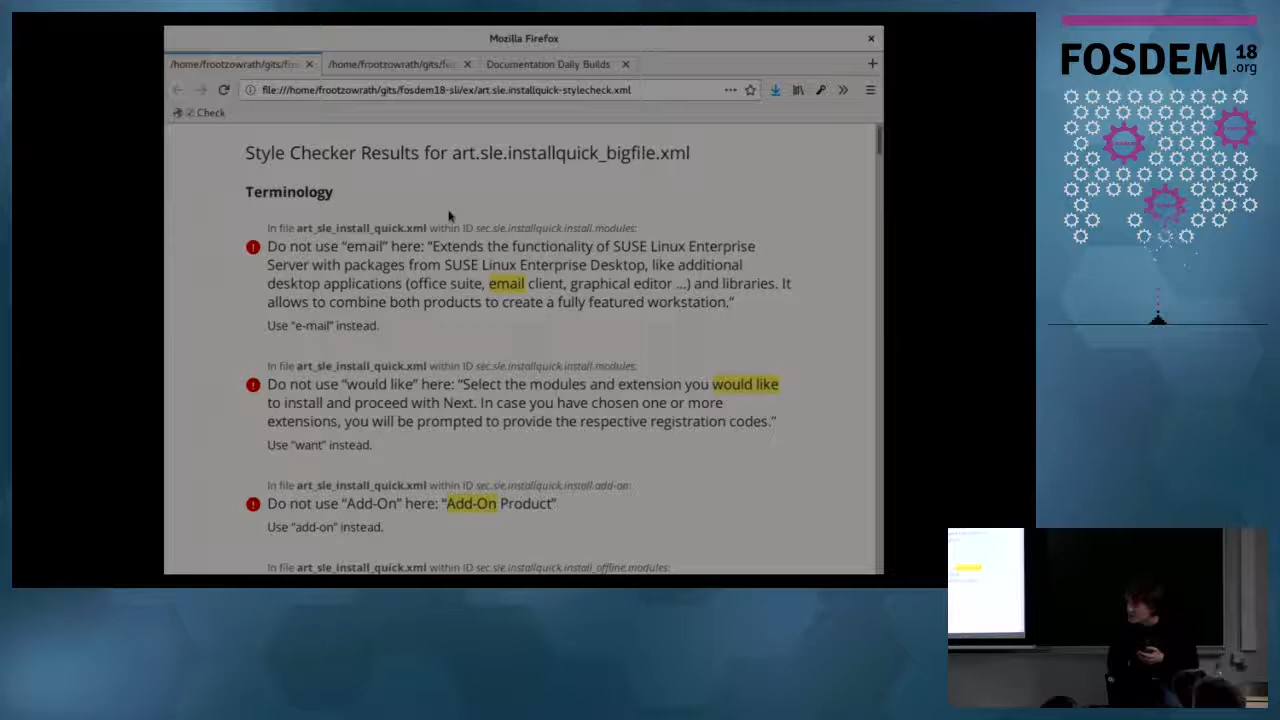 Mozilla Firefox
/home/frootzowrath/gits/fos
/home/frootzowrath/gits/fo
Documentation Daily Builds
file:///home/frootzowrath/gits/fosdem18-sli/ex/art.sle.installquick-stylecheck.xml
Check
Style Checker Results for art.sle.installquick_bigfile.xml
Terminology
In file art_sle_install_quick.xml within ID sec.sle.installquick.install.modules:
Do not use “email” here: “Extends the functionality of SUSE Linux Enterprise
Server with packages from SUSE Linux Enterprise Desktop, like additional
desktop applications (office suite, email client, graphical editor ...) and libraries. It
allows to combine both products to create a fully featured workstation.”
Use “e-mail” instead.
In file art_sle_install_quick.xml within ID sec.sle.installquick.install.modules:
Do not use “would like” here: “Select the modules and extension you would like
to install and proceed with Next. In case you have chosen one or more
extensions, you will be prompted to provide the respective registration codes.”
Use “want” instead.
In file art_sle_install_quick.xml within ID sec.sle.installquick.install.add-on:
Do not use “Add-On” here: “Add-On Product”
Use “add-on” instead.
In file art_sle_install_quick.xml within ID sec.sle.installquick.install_offline.modules:
FOSDEM 18
.org